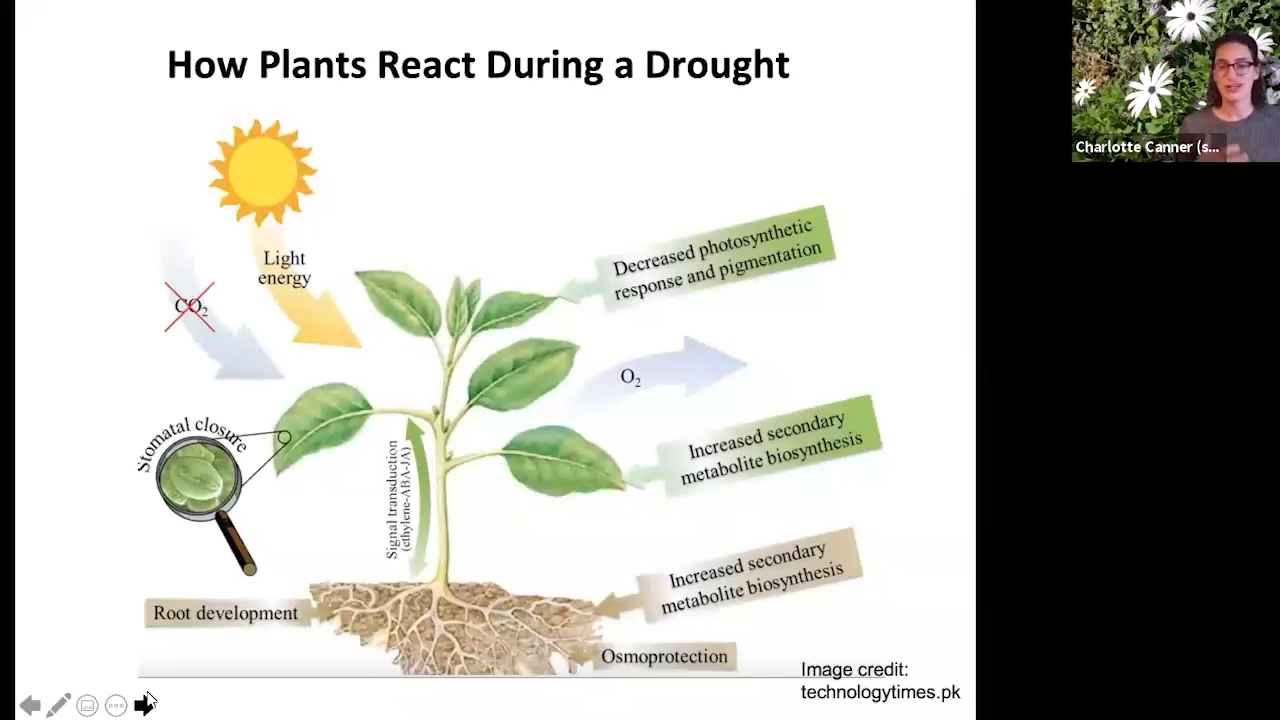 How Plants React During a Drought
Charlotte Canner (s...
Light
energy
CO₂
Decreased photosynthetic
response and pigmentation
O₂
Stomatal closure
Signal transduction
(ethylene-ABA-JA)
Increased secondary
metabolite biosynthesis
Increased secondary
metabolite biosynthesis
Root development
Osmoprotection
Image credit:
technologytimes.pk